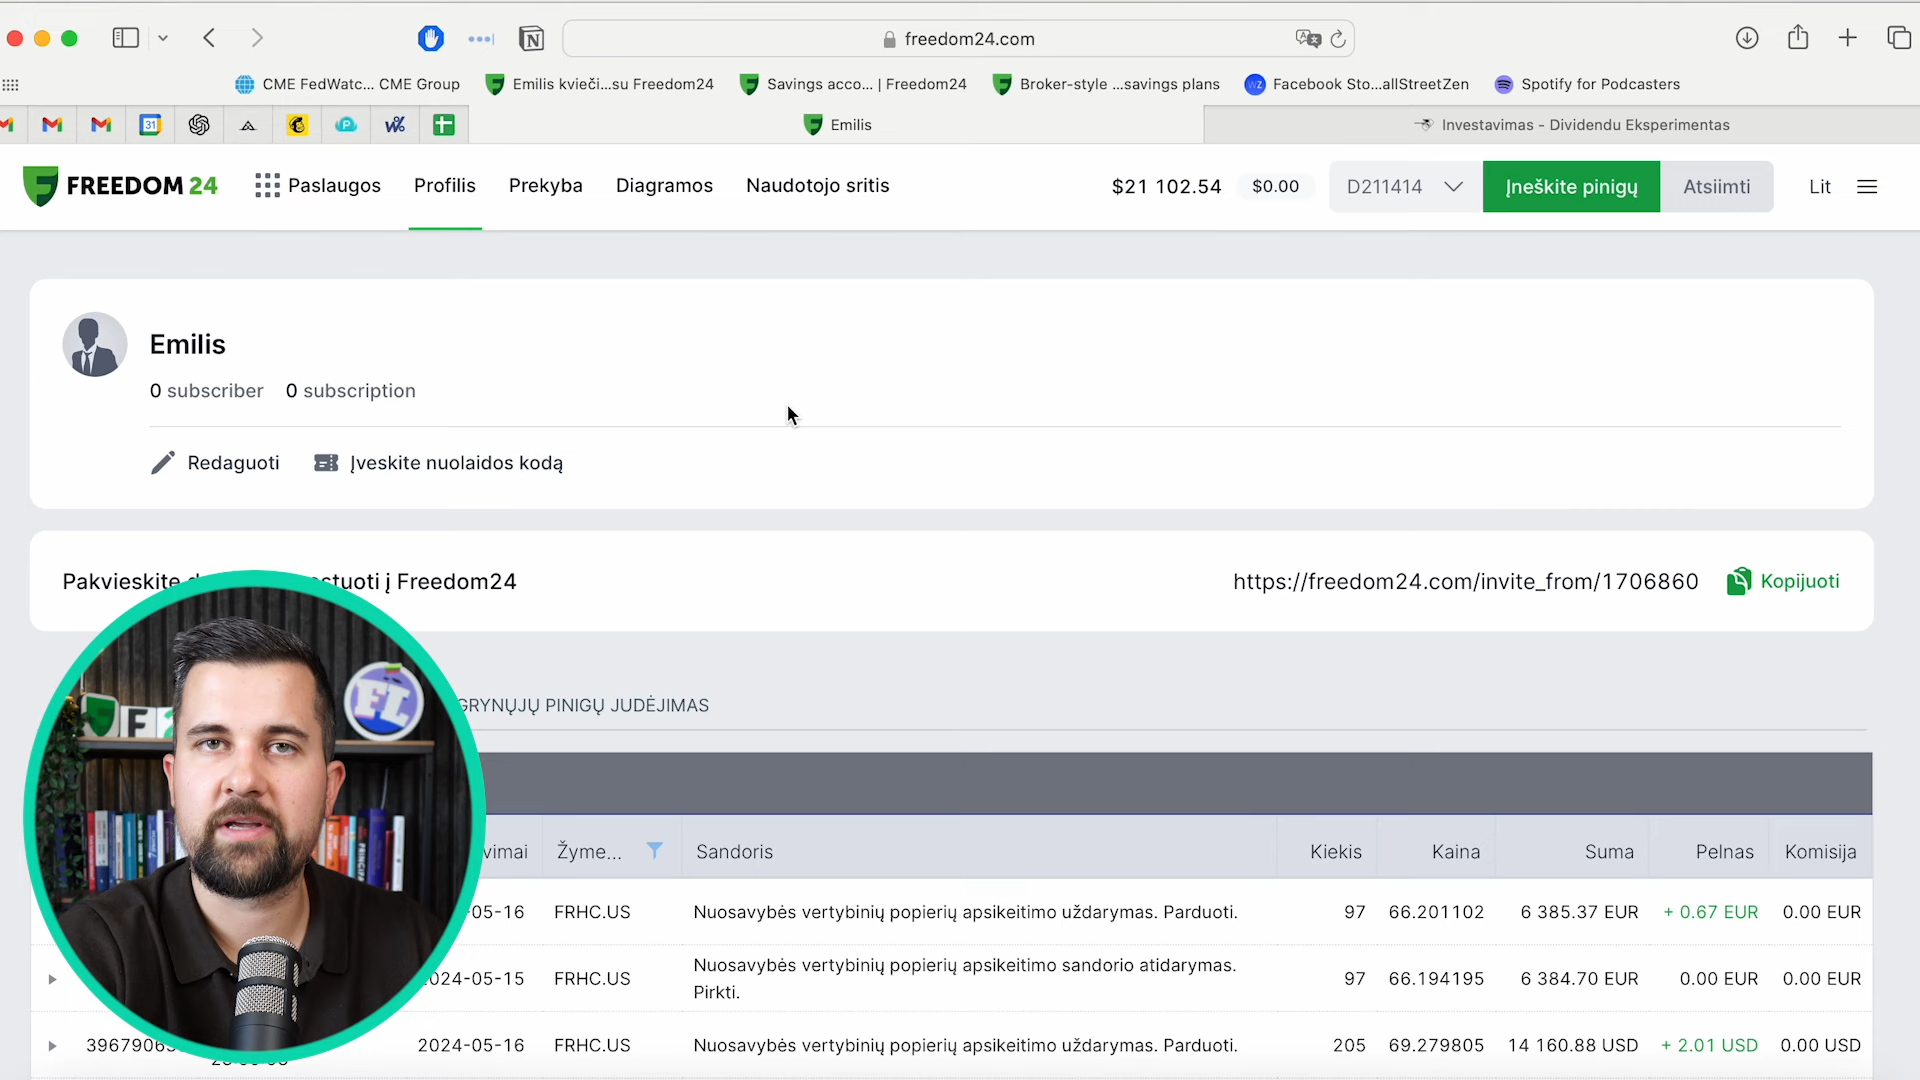 freedom24.com
CME FedWatc... CME Group
Emilis kvieči...su Freedom24
Savings acco... | Freedom24
Broker-style ...savings plans
WZ
Facebook Sto...allStreetZen
Spotify for Podcasters
31
Emilis
Investavimas - Dividendu Eksperimentas
FREEDOM 24
Paslaugos
Profilis
Prekyba
Diagramos
Naudotojo sritis
$21 102.54
$0.00
D211414
Įneškite pinigų
Atsiimti
Lit
Emilis
0 subscriber 0 subscription
Redaguoti
Įveskite nuolaidos kodą
Pakvieskite
į Freedom24
https://freedom24.com/invite_from/1706860
Kopijuoti
GRYNŲJŲ PINIGŲ JUDĖJIMAS
FL
F
Žyme... Sandoris Kiekis Kaina Suma Pelnas Komisija
-05-16 FRHC.US Nuosavybės vertybinių popierių apsikeitimo uždarymas. Parduoti. 97 66.201102 6 385.37 EUR + 0.67 EUR 0.00 EUR
024-05-15 FRHC.US Nuosavybės vertybinių popierių apsikeitimo sandorio atidarymas. 97 66.194195 6 384.70 EUR 0.00 EUR 0.00 EUR
Pirkti.
2024-05-16 FRHC.US Nuosavybės vertybinių popierių apsikeitimo uždarymas. Parduoti. 205 69.279805 14 160.88 USD + 2.01 USD 0.00 USD